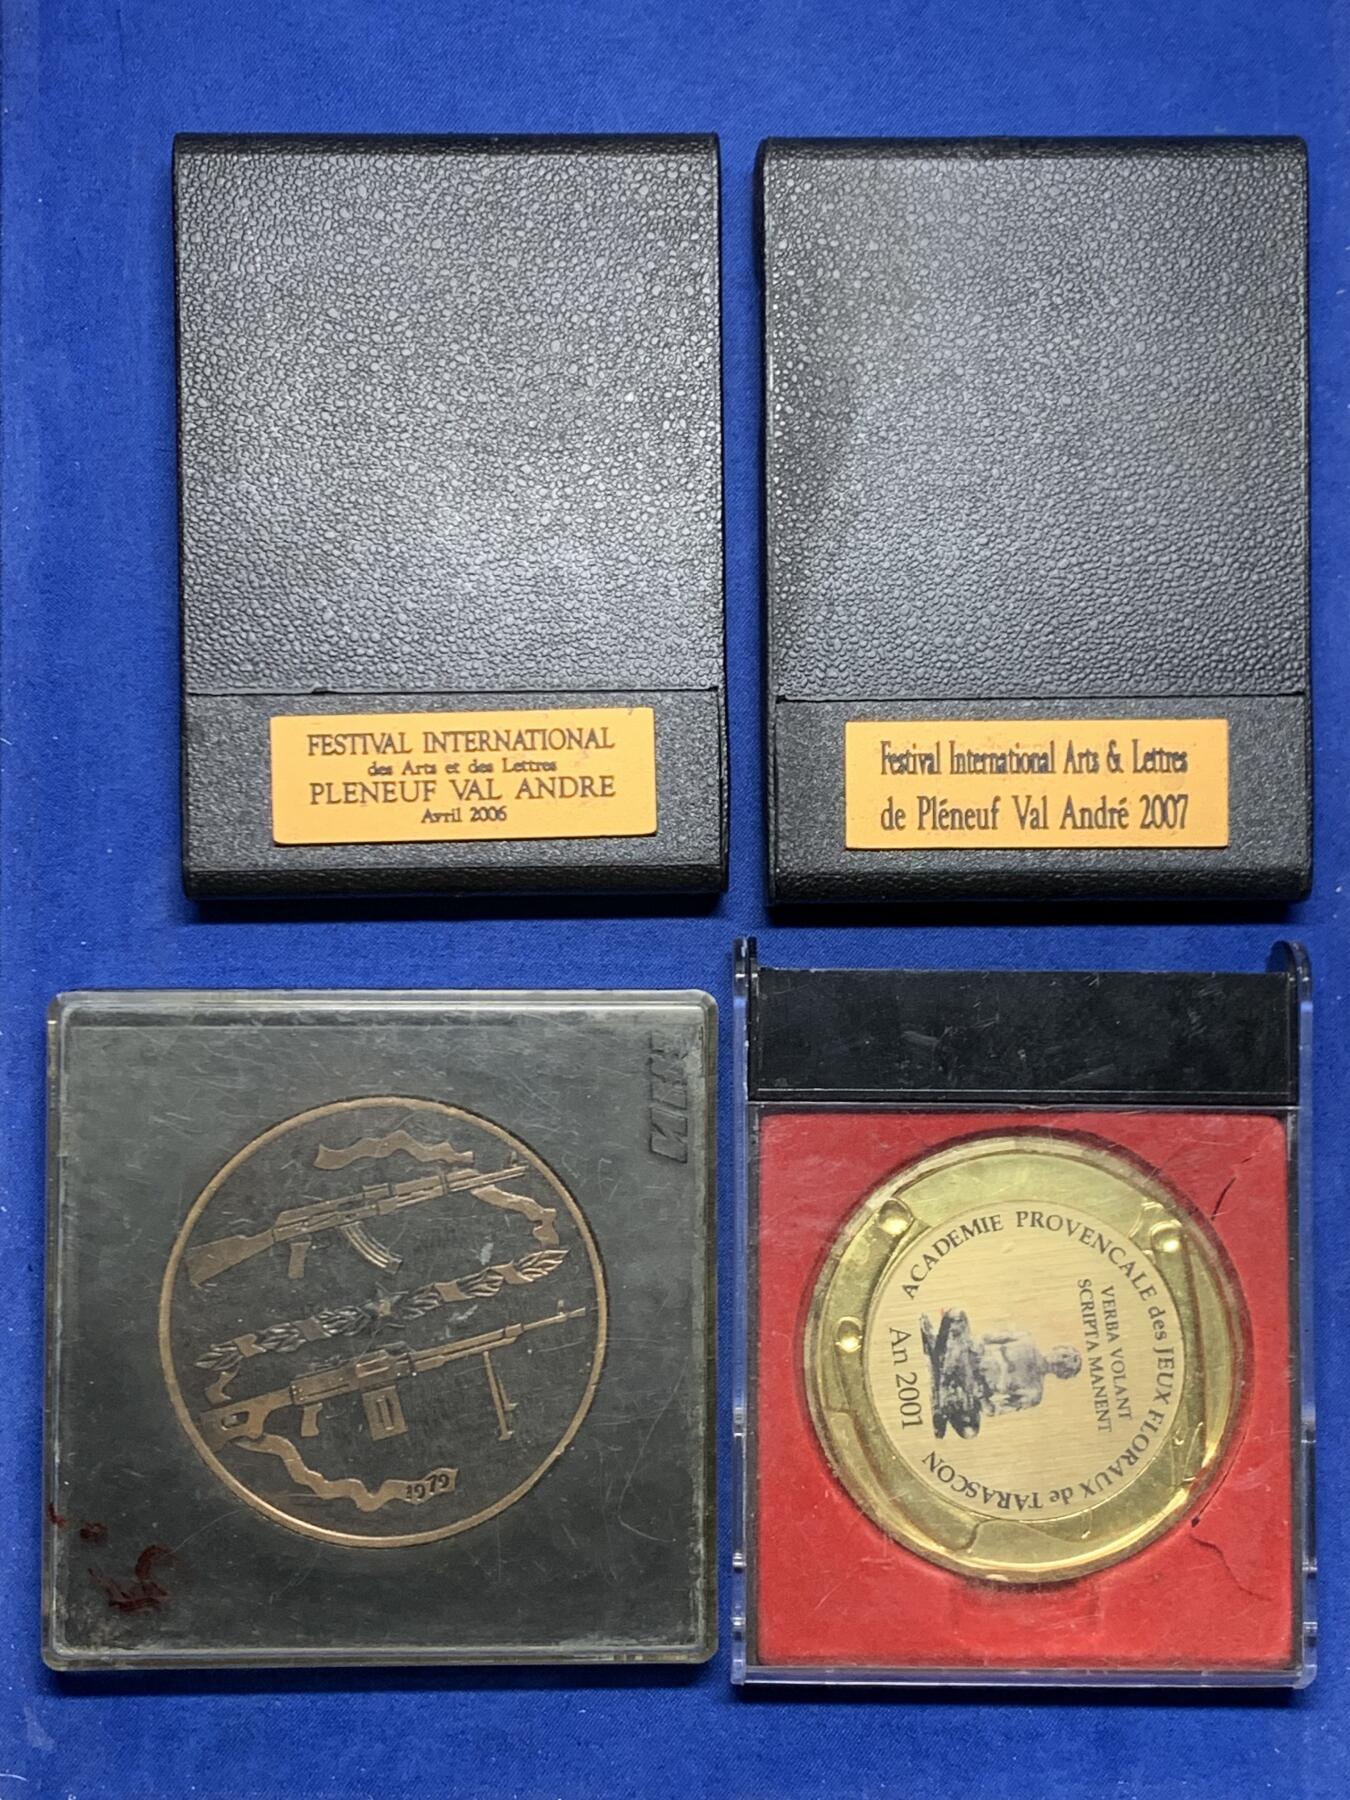 FESTIVAL INTERNATIONAL
des Arts et des Lettres
PLENEUF VAL ANDRE
Avril 2006
Festival International Arts & Lettres
de Pléneuf Val André 2007
1979
ACADEMIE PROVENCALE des JEUX FLORAUX de TARASCON
VERBA VOLANT
SCRIPTA MANENT
An 2001